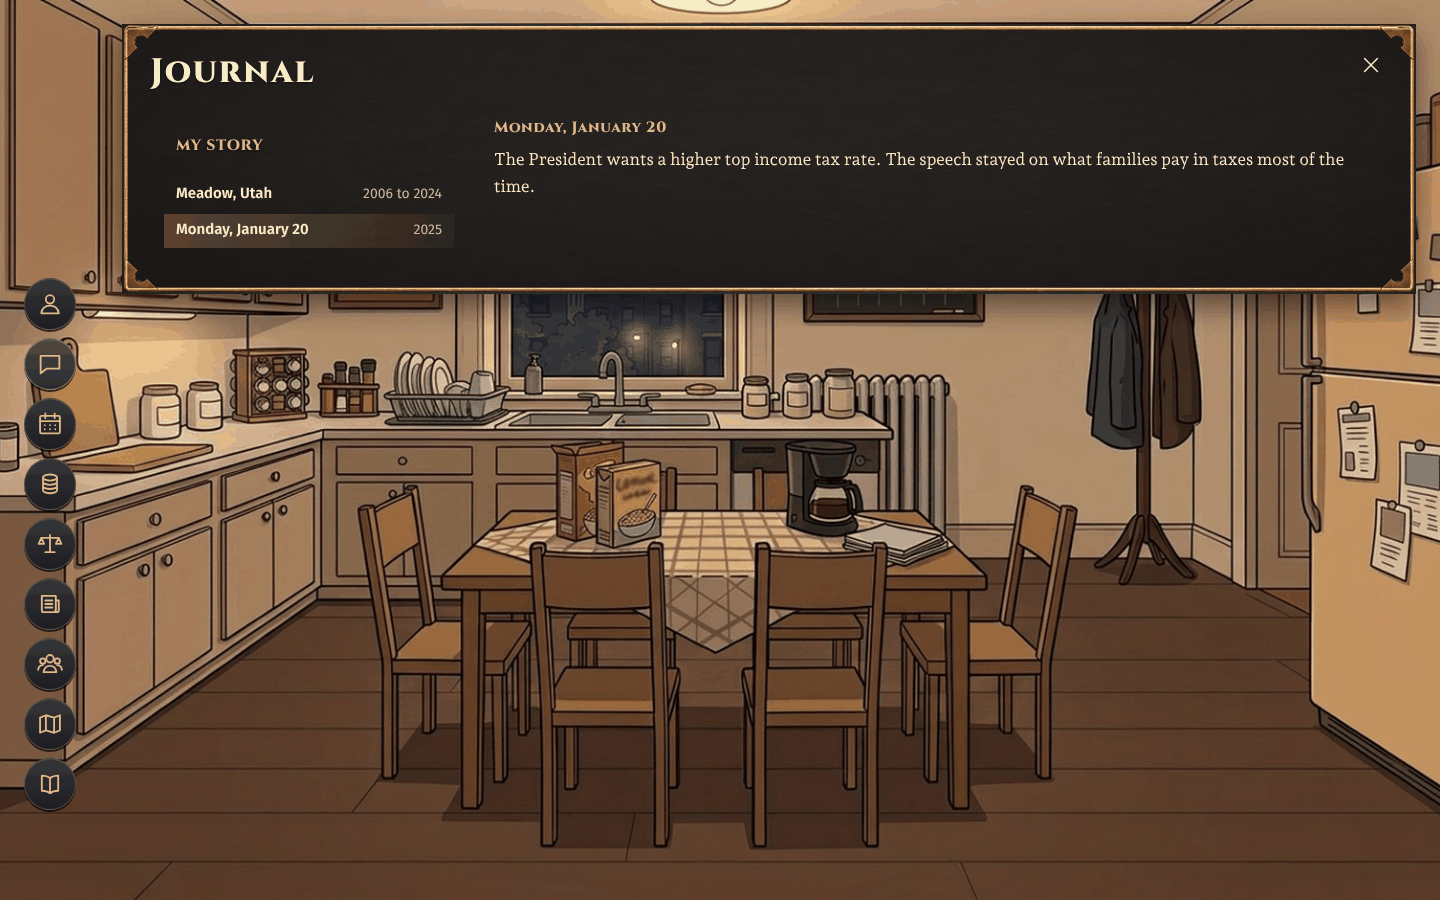 Journal
MY STORY
Meadow, Utah 2006 to 2024
Monday, January 20 2025
Monday, January 20
The President wants a higher top income tax rate. The speech stayed on what families pay in taxes most of the
time.